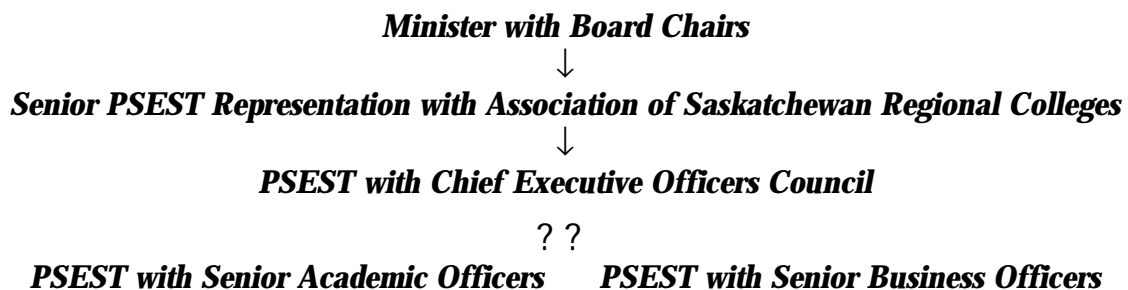 Minister with Board Chairs
↓
Senior PSEST Representation with Association of Saskatchewan Regional Colleges
↓
PSEST with Chief Executive Officers Council
? ?
PSEST with Senior Academic Officers PSEST with Senior Business Officers